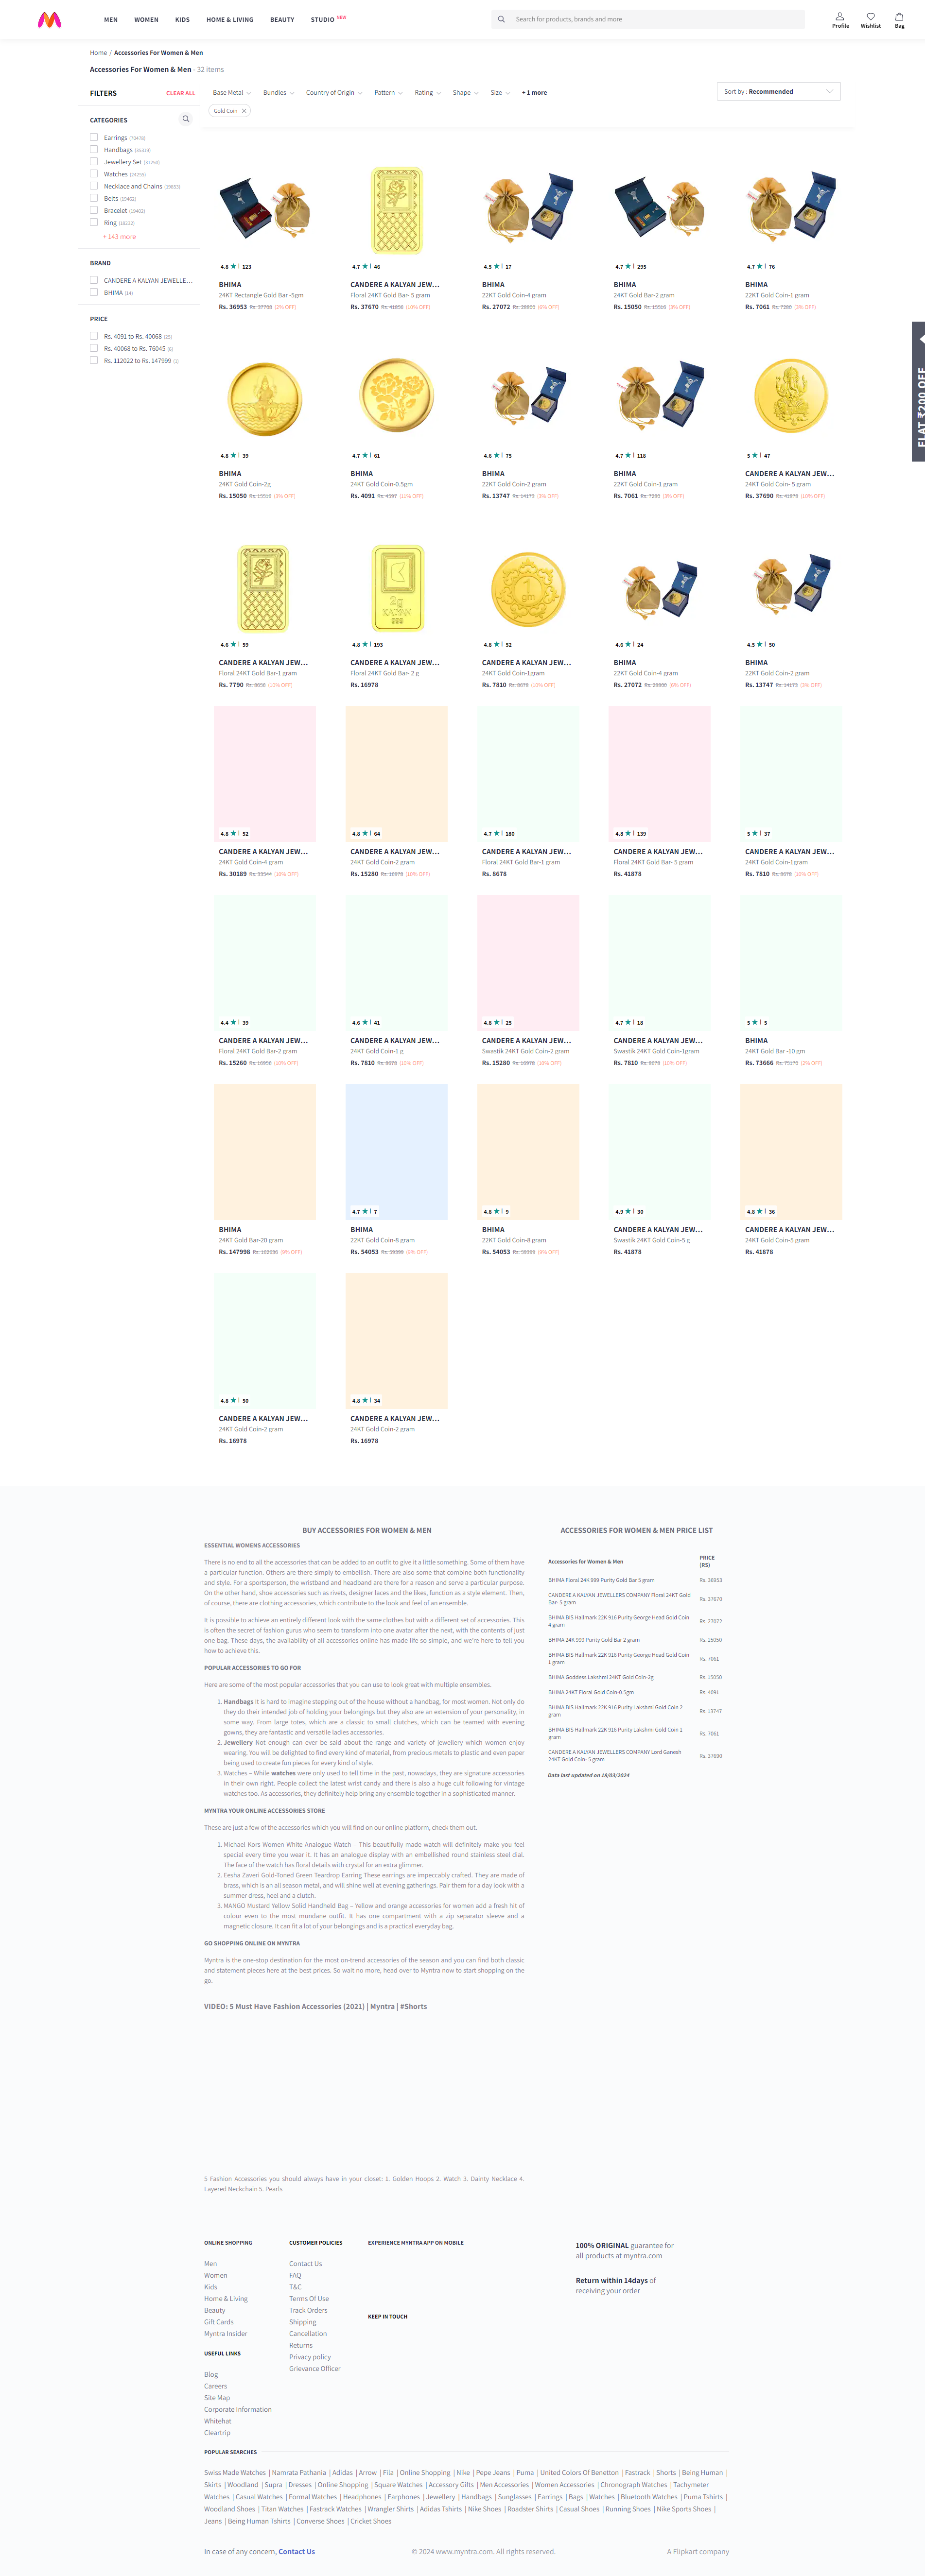 MEN WOMEN KIDS HOME & LIVING BEAUTY STUDIO NEW
Search for products, brands and more
Profile Wishlist Bag
Home / Accessories For Women & Men
Accessories For Women & Men - 32 items
FILTERS CLEAR ALL
Base Metal Bundles Country of Origin Pattern Rating Shape Size + 1 more
Sort by : Recommended
Gold Coin
CATEGORIES
Earrings
Handbags
Jewellery Set
Watches
Necklace and Chains
Belts
Bracelet
Ring
+ 143 more
BRAND
CANDERE A KALYAN JEWELLE...
BHIMA (14)
PRICE
Rs. 4091 to Rs. 40068 (25)
Rs. 40068 to Rs. 76045 (6)
Rs. 112022 to Rs. 147999 (1)
FLAT ₹200 OFF
4.8 | 123
BHIMA
24KT Rectangle Gold Bar -5gm
Rs. 36953 (2% OFF)
4.7 | 46
CANDERE A KALYAN JEW...
Floral 24KT Gold Bar- 5 gram
Rs. 37670 Rs. 41856 (10% OFF)
4.5 | 17
BHIMA
22KT Gold Coin-4 gram
Rs. 27072 Rs. 28800 (6% OFF)
4.7 | 295
BHIMA
24KT Gold Bar-2 gram
Rs. 15050 (3% OFF)
4.7 | 76
BHIMA
22KT Gold Coin-1 gram
Rs. 7061 (3% OFF)
4.8 | 39
BHIMA
24KT Gold Coin-2g
Rs. 15050 (3% OFF)
4.7 | 61
BHIMA
24KT Gold Coin-0.5gm
Rs. 4091 Rs. 4597 (11% OFF)
4.6 | 75
BHIMA
22KT Gold Coin-2 gram
Rs. 13747 Rs. 14173 (3% OFF)
4.7 | 118
BHIMA
22KT Gold Coin-1 gram
Rs. 7061 (3% OFF)
5 | 47
CANDERE A KALYAN JEW...
24KT Gold Coin- 5 gram
Rs. 37690 Rs. 41878 (10% OFF)
4.6 | 59
CANDERE A KALYAN JEW...
Floral 24KT Gold Bar-1 gram
Rs. 7790 (10% OFF)
2g
KALYAN
999
4.8 | 193
CANDERE A KALYAN JEW...
Floral 24KT Gold Bar- 2 g
Rs. 16978
1
gm
4.8 | 52
CANDERE A KALYAN JEW...
24KT Gold Coin-1gram
Rs. 7810 Rs. 8678 (10% OFF)
4.6 | 24
BHIMA
22KT Gold Coin-4 gram
Rs. 27072 Rs. 28800 (6% OFF)
4.5 | 50
BHIMA
22KT Gold Coin-2 gram
Rs. 13747 Rs. 14173 (3% OFF)
4.8 | 52
CANDERE A KALYAN JEW...
24KT Gold Coin-4 gram
Rs. 30189 Rs. 33544 (10% OFF)
4.8 | 64
CANDERE A KALYAN JEW...
24KT Gold Coin-2 gram
Rs. 15280 Rs. 16978 (10% OFF)
4.7 | 180
CANDERE A KALYAN JEW...
Floral 24KT Gold Bar-1 gram
Rs. 8678
4.8 | 139
CANDERE A KALYAN JEW...
Floral 24KT Gold Bar- 5 gram
Rs. 41878
5 | 37
CANDERE A KALYAN JEW...
24KT Gold Coin-1gram
Rs. 7810 Rs. 8678 (10% OFF)
4.4 | 39
CANDERE A KALYAN JEW...
Floral 24KT Gold Bar-2 gram
Rs. 15260 Rs. 16956 (10% OFF)
4.6 | 41
CANDERE A KALYAN JEW...
24KT Gold Coin-1 g
Rs. 7810 Rs. 8678 (10% OFF)
4.8 | 25
CANDERE A KALYAN JEW...
Swastik 24KT Gold Coin-2 gram
Rs. 15280 Rs. 16978 (10% OFF)
4.7 | 18
CANDERE A KALYAN JEW...
Swastik 24KT Gold Coin-1gram
Rs. 7810 Rs. 8678 (10% OFF)
5 | 5
BHIMA
24KT Gold Bar -10 gm
Rs. 73666 (2% OFF)
BHIMA
24KT Gold Bar-20 gram
Rs. 147998 (9% OFF)
4.7 | 7
BHIMA
22KT Gold Coin-8 gram
Rs. 54053
4.8 | 9
BHIMA
22KT Gold Coin-8 gram
Rs. 54053
4.9 | 30
CANDERE A KALYAN JEW...
Swastik 24KT Gold Coin-5 g
Rs. 41878
4.8 | 36
CANDERE A KALYAN JEW...
24KT Gold Coin-5 gram
Rs. 41878
4.8 | 50
CANDERE A KALYAN JEW...
24KT Gold Coin-2 gram
Rs. 16978
4.8 | 34
CANDERE A KALYAN JEW...
24KT Gold Coin-2 gram
Rs. 16978
BUY ACCESSORIES FOR WOMEN & MEN
ESSENTIAL WOMENS ACCESSORIES
There is no end to all the accessories that can be added to an outfit to give it a little something. Some of them have
a particular function. Others are there simply to embellish. There are also some that combine both functionality
and style. For a sportsperson, the wristband and headband are there for a reason and serve a particular purpose.
On the other hand, shoe accessories such as rivets, designer laces and the likes, function as a style element. Then,
of course, there are clothing accessories, which contribute to the look and feel of an ensemble.
It is possible to achieve an entirely different look with the same clothes but with a different set of accessories. This
is often the secret of fashion gurus who seem to transform into one avatar after the next, with the contents of just
one bag. These days, the availability of all accessories online has made life so simple, and we're here to tell you
how to achieve this.
POPULAR ACCESSORIES TO GO FOR
Here are some of the most popular accessories that you can use to look great with multiple ensembles.
1. Handbags It is hard to imagine stepping out of the house without a handbag, for most women. Not only do
they do their intended job of holding your belongings but they also are an extension of your personality, in
some way. From large totes, which are a classic to small clutches, which can be teamed with evening
gowns, they are fantastic and versatile ladies accessories.
2. Jewellery Not enough can ever be said about the range and variety of jewellery which women enjoy
wearing. You will be delighted to find every kind of material, from precious metals to plastic and even paper
being used to create fun pieces for every kind of style.
3. Watches – While watches were only used to tell time in the past, nowadays, they are signature accessories
in their own right. People collect the latest wrist candy and there is also a huge cult following for vintage
watches too. As accessories, they definitely help bring any ensemble together in a sophisticated manner.
MYNTRA YOUR ONLINE ACCESSORIES STORE
These are just a few of the accessories which you will find on our online platform, check them out.
1. Michael Kors Women White Analogue Watch – This beautifully made watch will definitely make you feel
special every time you wear it. It has an analogue display with an embellished round stainless steel dial.
The face of the watch has floral details with crystal for an extra glimmer.
2. Eesha Zaveri Gold-Toned Green Teardrop Earring These earrings are impeccably crafted. They are made of
brass, which is an all season metal, and will shine well at evening gatherings. Pair them for a day look with a
summer dress, heel and a clutch.
3. MANGO Mustard Yellow Solid Handheld Bag – Yellow and orange accessories for women add a fresh hit of
colour even to the most mundane outfit. It has one compartment with a zip separator sleeve and a
magnetic closure. It can fit a lot of your belongings and is a practical everyday bag.
GO SHOPPING ONLINE ON MYNTRA
Myntra is the one-stop destination for the most on-trend accessories of the season and you can find both classic
and statement pieces here at the best prices. So wait no more, head over to Myntra now to start shopping on the
go.
VIDEO: 5 Must Have Fashion Accessories (2021) | Myntra | #Shorts
5 Fashion Accessories you should always have in your closet: 1. Golden Hoops 2. Watch 3. Dainty Necklace 4.
Layered Neckchain 5. Pearls
ACCESSORIES FOR WOMEN & MEN PRICE LIST
Accessories for Women & Men PRICE
(RS)
BHIMA Floral 24K 999 Purity Gold Bar 5 gram Rs. 36953
CANDERE A KALYAN JEWELLERS COMPANY Floral 24KT Gold
Bar- 5 gram Rs. 37670
BHIMA BIS Hallmark 22K 916 Purity George Head Gold Coin
4 gram Rs. 27072
BHIMA 24K 999 Purity Gold Bar 2 gram Rs. 15050
BHIMA BIS Hallmark 22K 916 Purity George Head Gold Coin
1 gram Rs. 7061
BHIMA Goddess Lakshmi 24KT Gold Coin-2g Rs. 15050
BHIMA 24KT Floral Gold Coin-0.5gm Rs. 4091
BHIMA BIS Hallmark 22K 916 Purity Lakshmi Gold Coin 2
gram Rs. 13747
BHIMA BIS Hallmark 22K 916 Purity Lakshmi Gold Coin 1
gram Rs. 7061
CANDERE A KALYAN JEWELLERS COMPANY Lord Ganesh
24KT Gold Coin- 5 gram Rs. 37690
Data last updated on 18/03/2024
ONLINE SHOPPING
Men
Women
Kids
Home & Living
Beauty
Gift Cards
Myntra Insider
USEFUL LINKS
Blog
Careers
Site Map
Corporate Information
Whitehat
Cleartrip
CUSTOMER POLICIES
Contact Us
FAQ
T&C
Terms Of Use
Track Orders
Shipping
Cancellation
Returns
Privacy policy
Grievance Officer
EXPERIENCE MYNTRA APP ON MOBILE
KEEP IN TOUCH
100% ORIGINAL guarantee for
all products at myntra.com
Return within 14days of
receiving your order
POPULAR SEARCHES
Swiss Made Watches | Namrata Pathania | Adidas | Arrow | Fila | Online Shopping | Nike | Pepe Jeans | Puma | United Colors Of Benetton | Fastrack | Shorts | Being Human |
Skirts | Woodland | Supra | Dresses | Online Shopping | Square Watches | Accessory Gifts | Men Accessories | Women Accessories | Chronograph Watches | Tachymeter
Watches | Casual Watches | Formal Watches | Headphones | Earphones | Jewellery | Handbags | Sunglasses | Earrings | Bags | Watches | Bluetooth Watches | Puma Tshirts |
Woodland Shoes | Titan Watches | Fastrack Watches | Wrangler Shirts | Adidas Tshirts | Nike Shoes | Roadster Shirts | Casual Shoes | Running Shoes | Nike Sports Shoes |
Jeans | Being Human Tshirts | Converse Shoes | Cricket Shoes
In case of any concern, Contact Us
© 2024 www.myntra.com. All rights reserved.
A Flipkart company